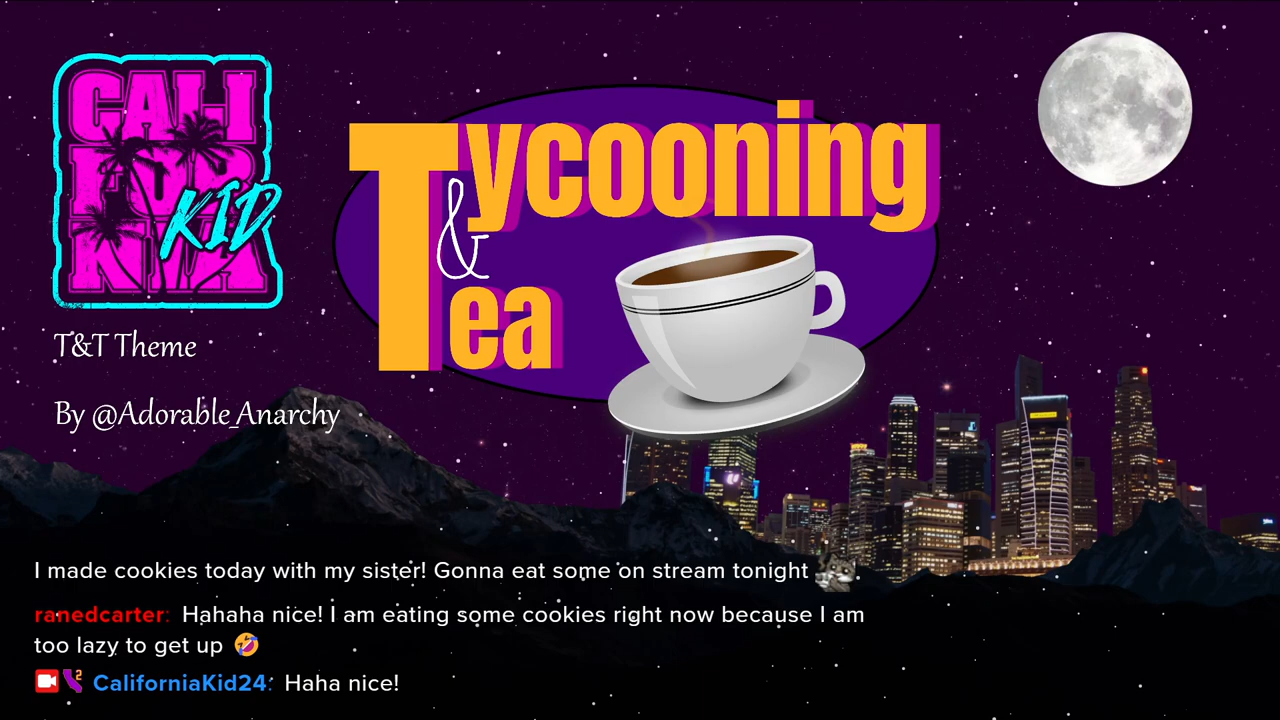 CALI
FOR
NIA
KID
Tycooning
&
Tea
T&T Theme
By @Adorable_Anarchy
I made cookies today with my sister! Gonna eat some on stream tonight
ranedcarter: Hahaha nice! I am eating some cookies right now because I am
too lazy to get up 🤣
2
CaliforniaKid24: Haha nice!